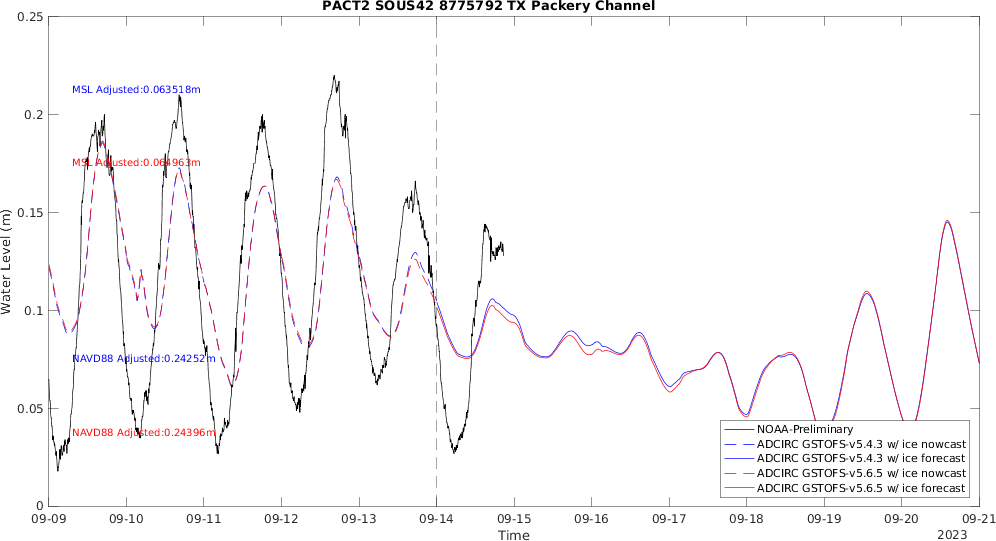 PACT2 SOUS42 8775792 TX Packery Channel
0.25
0.2
0.15
0.1
0.05
0
Water Level (m)
MSL Adjusted:0.063518m
MSL Adjusted:0.064963m
NAVD88 Adjusted:0.24252m
NAVD88 Adjusted:0.24396m
NOAA-Preliminary
ADCIRC GSTOFS-v5.4.3 w/ ice nowcast
ADCIRC GSTOFS-v5.4.3 w/ ice forecast
ADCIRC GSTOFS-v5.6.5 w/ ice nowcast
ADCIRC GSTOFS-v5.6.5 w/ ice forecast
09-09 09-10 09-11 09-12 09-13 09-14 09-15 09-16 09-17 09-18 09-19 09-20 09-21
Time
2023